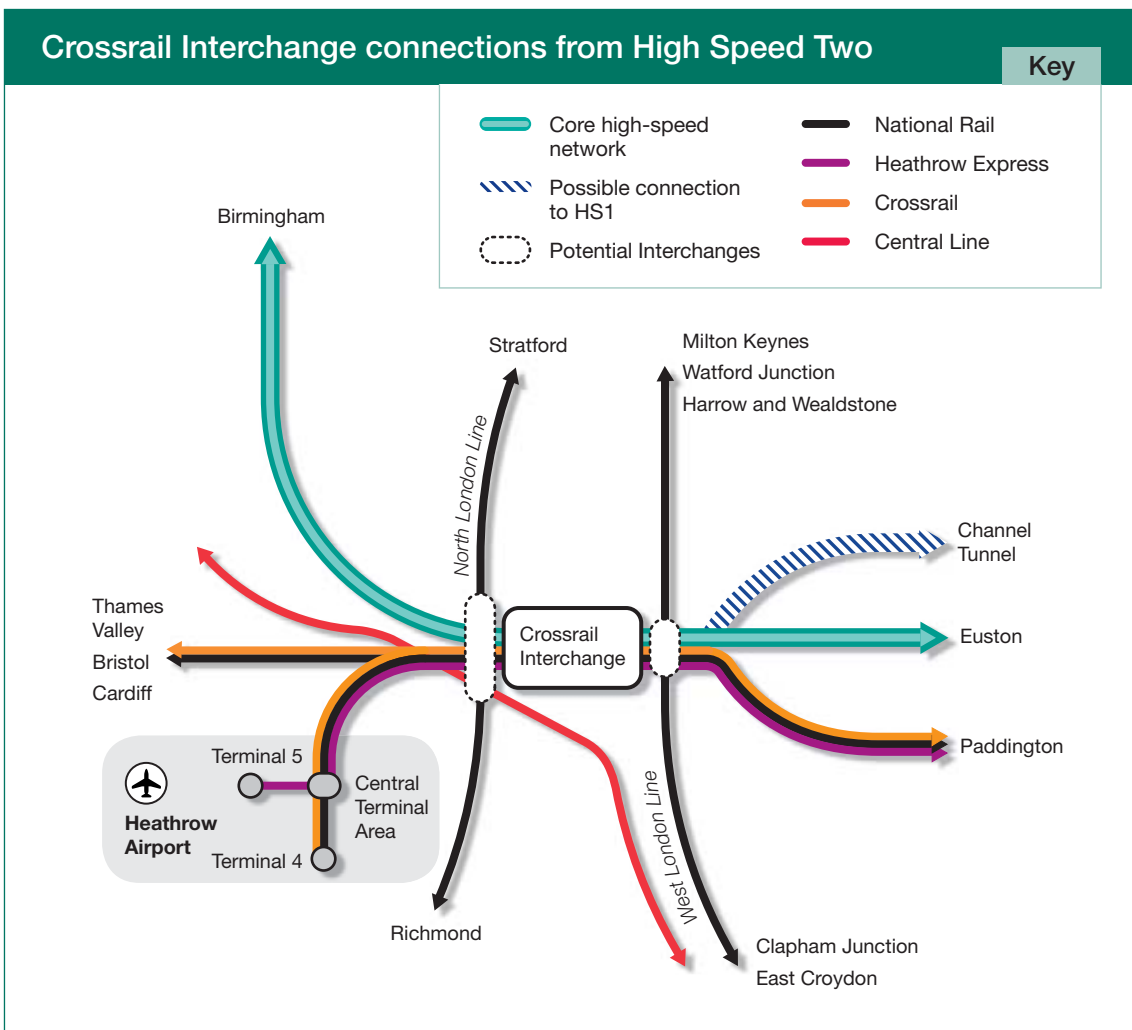 Crossrail Interchange connections from High Speed Two
Key
Core high-speed
network
Possible connection
to HS1
Potential Interchanges
National Rail
Heathrow Express
Crossrail
Central Line
Birmingham
Stratford
Milton Keynes
Watford Junction
Harrow and Wealdstone
North London Line
Channel
Tunnel
Thames
Valley
Bristol
Cardiff
Crossrail
Interchange
Euston
Paddington
Terminal 5
Central
Terminal
Area
Heathrow
Airport
Terminal 4
West London Line
Richmond
Clapham Junction
East Croydon